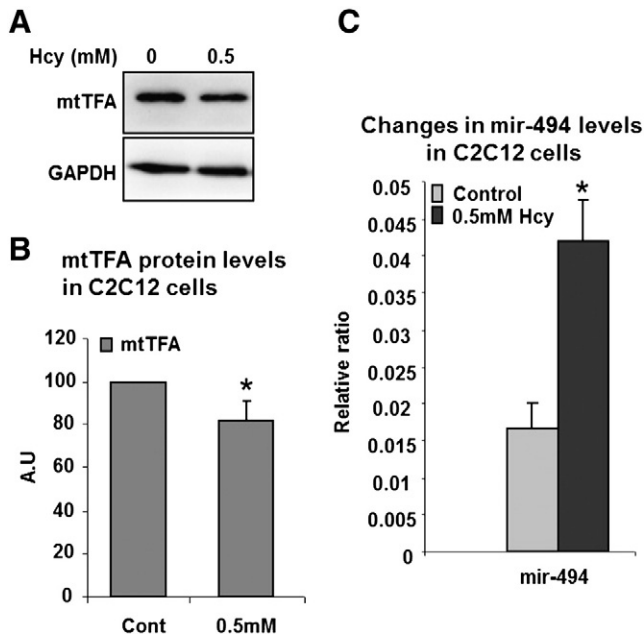 A
Hcy (mM) 0 0.5
mtTFA
GAPDH
B
mtTFA protein levels
in C2C12 cells
mtTFA
120
100
80
60
40
20
0
A.U
*
Cont 0.5mM
C
Changes in mir-494 levels
in C2C12 cells
Control
0.5mM Hcy
0.05
0.045
0.04
0.035
0.03
0.025
0.02
0.015
0.01
0.005
0
Relative ratio
*
mir-494